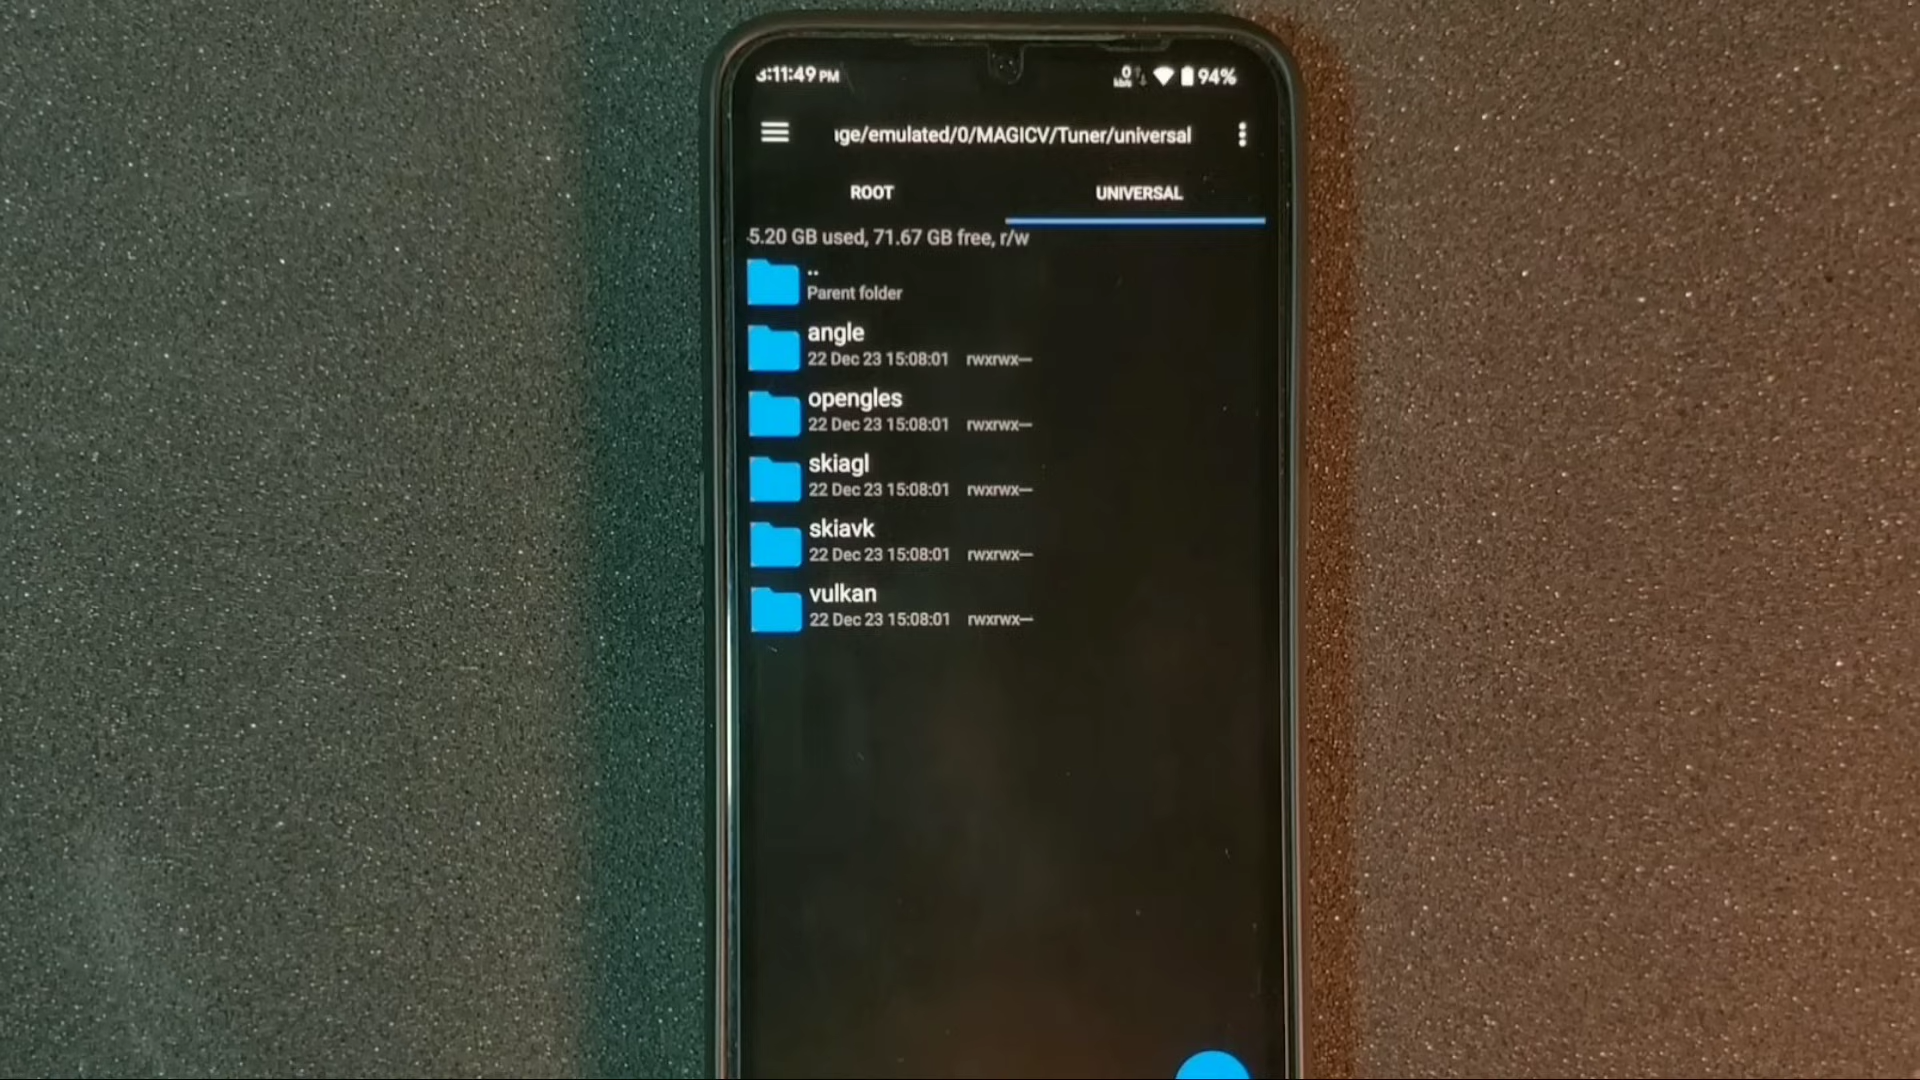 3:11:49 PM 0 kb/s 94%
ge/emulated/0/MAGICV/Tuner/universal
ROOT UNIVERSAL
5.20 GB used, 71.67 GB free, r/w
..
Parent folder
angle
22 Dec 23 15:08:01 rwxrwx---
opengles
22 Dec 23 15:08:01 rwxrwx---
skiagl
22 Dec 23 15:08:01 rwxrwx---
skiavk
22 Dec 23 15:08:01 rwxrwx---
vulkan
22 Dec 23 15:08:01 rwxrwx---